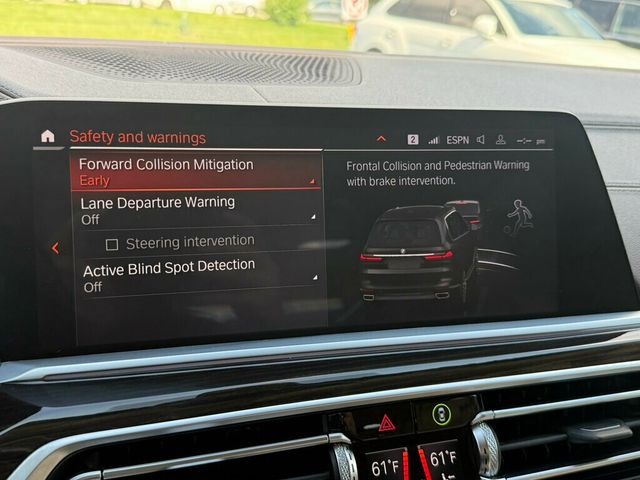 Safety and warnings
2 ESPN --:-- pm
Forward Collision Mitigation
Early
Lane Departure Warning
Off
Steering intervention
Active Blind Spot Detection
Off
Frontal Collision and Pedestrian Warning
with brake intervention.
61°F 61°F